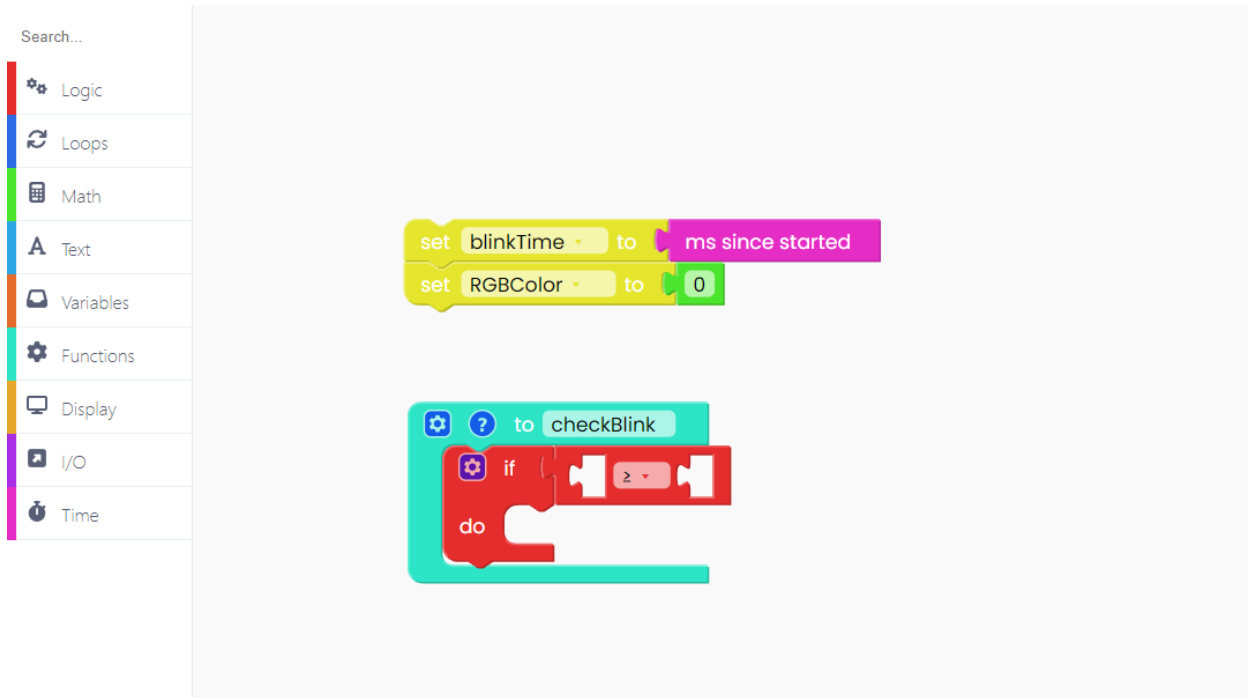 Search...
Logic
Loops
Math
Text
Variables
Functions
Display
I/O
Time
set blinkTime to ms since started
set RGBColor to 0
? to checkBlink
if ≥
do